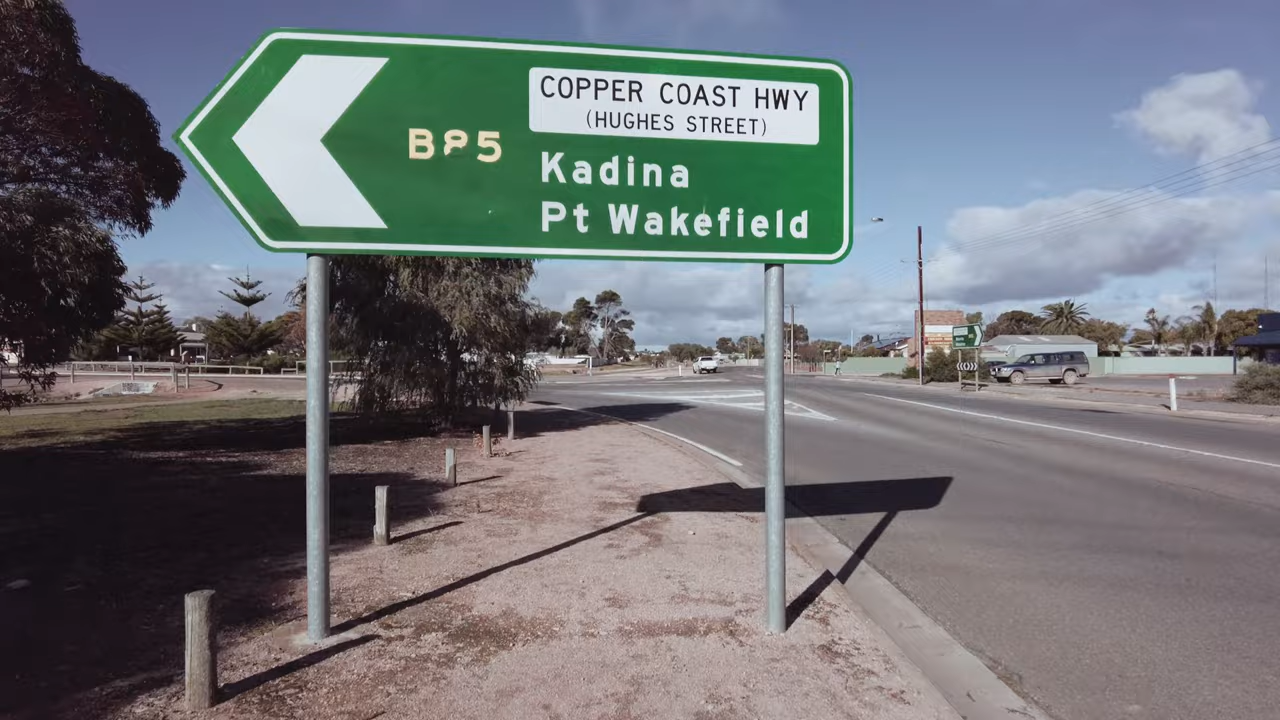 COPPER COAST HWY
(HUGHES STREET)
B85
Kadina
Pt Wakefield